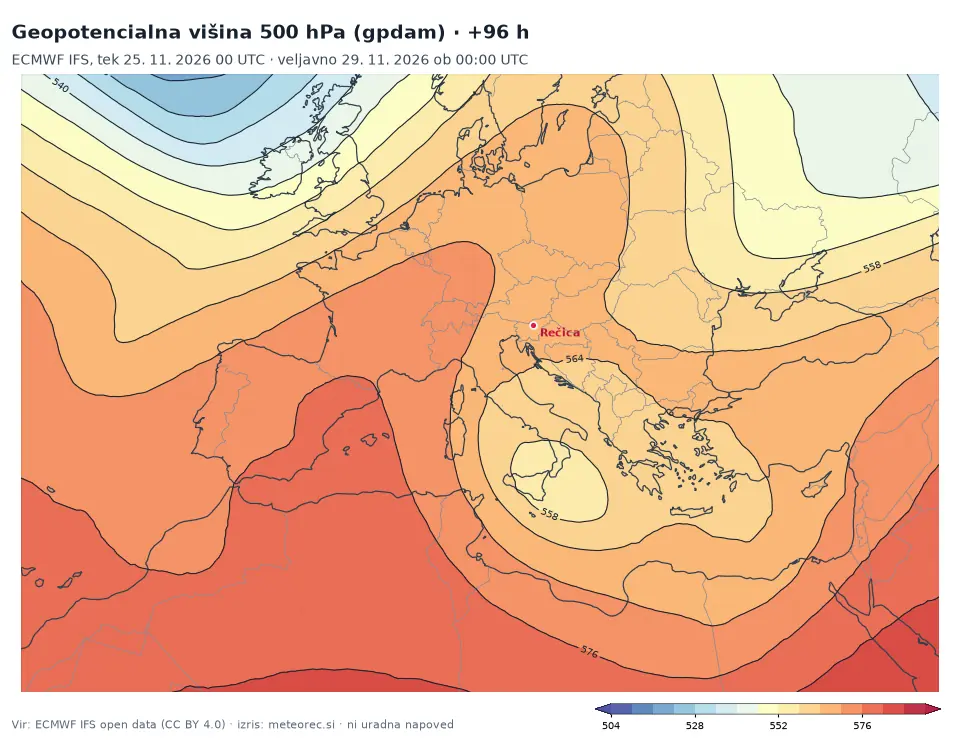 Geopotencialna višina 500 hPa (gpdam) · +96 h
ECMWF IFS, tek 25. 11. 2026 00 UTC · veljavno 29. 11. 2026 ob 00:00 UTC
540
558
Rečica
564
558
576
504 528 552 576
Vir: ECMWF IFS open data (CC BY 4.0) · izris: meteorec.si · ni uradna napoved